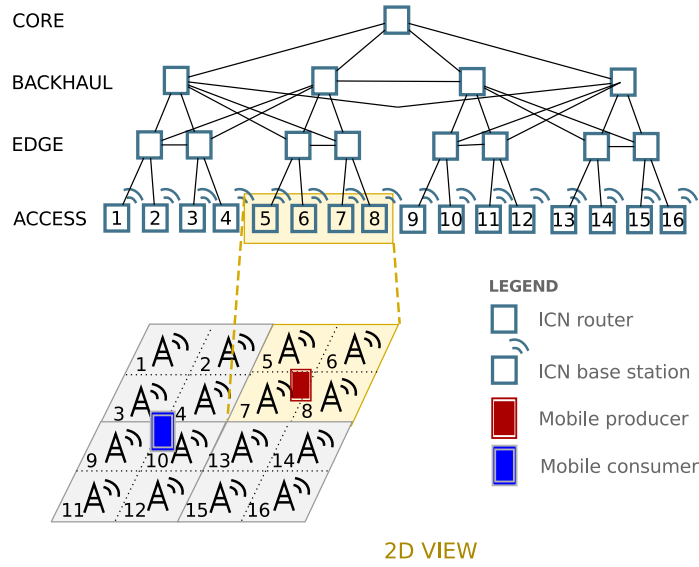 CORE
BACKHAUL
EDGE
ACCESS
1 2 3 4 5 6 7 8 9 10 11 12 13 14 15 16
LEGEND
ICN router
ICN base station
Mobile producer
Mobile consumer
1 2 5 6
3 4 7 8
9 10 13 14
11 12 15 16
2D VIEW